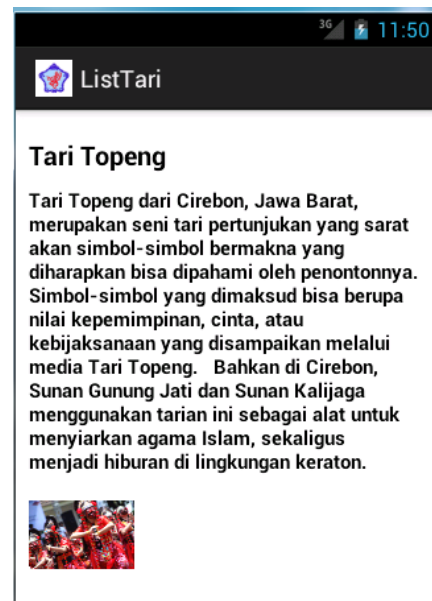 3G 11:50
ListTari
Tari Topeng
Tari Topeng dari Cirebon, Jawa Barat,
merupakan seni tari pertunjukan yang sarat
akan simbol-simbol bermakna yang
diharapkan bisa dipahami oleh penontonnya.
Simbol-simbol yang dimaksud bisa berupa
nilai kepemimpinan, cinta, atau
kebijaksanaan yang disampaikan melalui
media Tari Topeng.   Bahkan di Cirebon,
Sunan Gunung Jati dan Sunan Kalijaga
menggunakan tarian ini sebagai alat untuk
menyiarkan agama Islam, sekaligus
menjadi hiburan di lingkungan keraton.